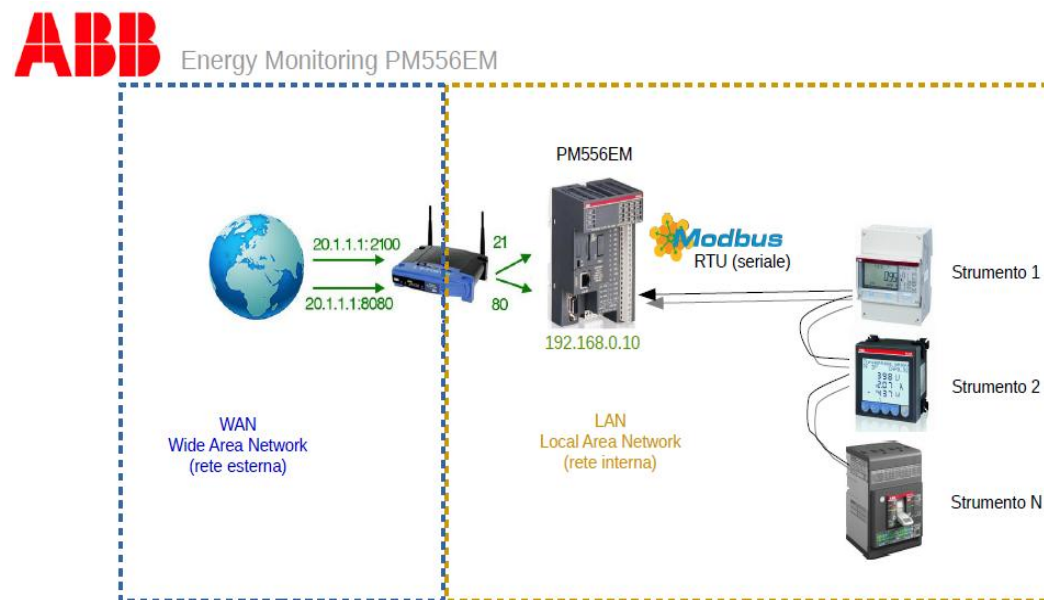 ABB
Energy Monitoring PM556EM
PM556EM
20.1.1.1:2100
21
Modbus
RTU (seriale)
Strumento 1
20.1.1.1:8080
80
192.168.0.10
Strumento 2
WAN
Wide Area Network
(rete esterna)
LAN
Local Area Network
(rete interna)
Strumento N